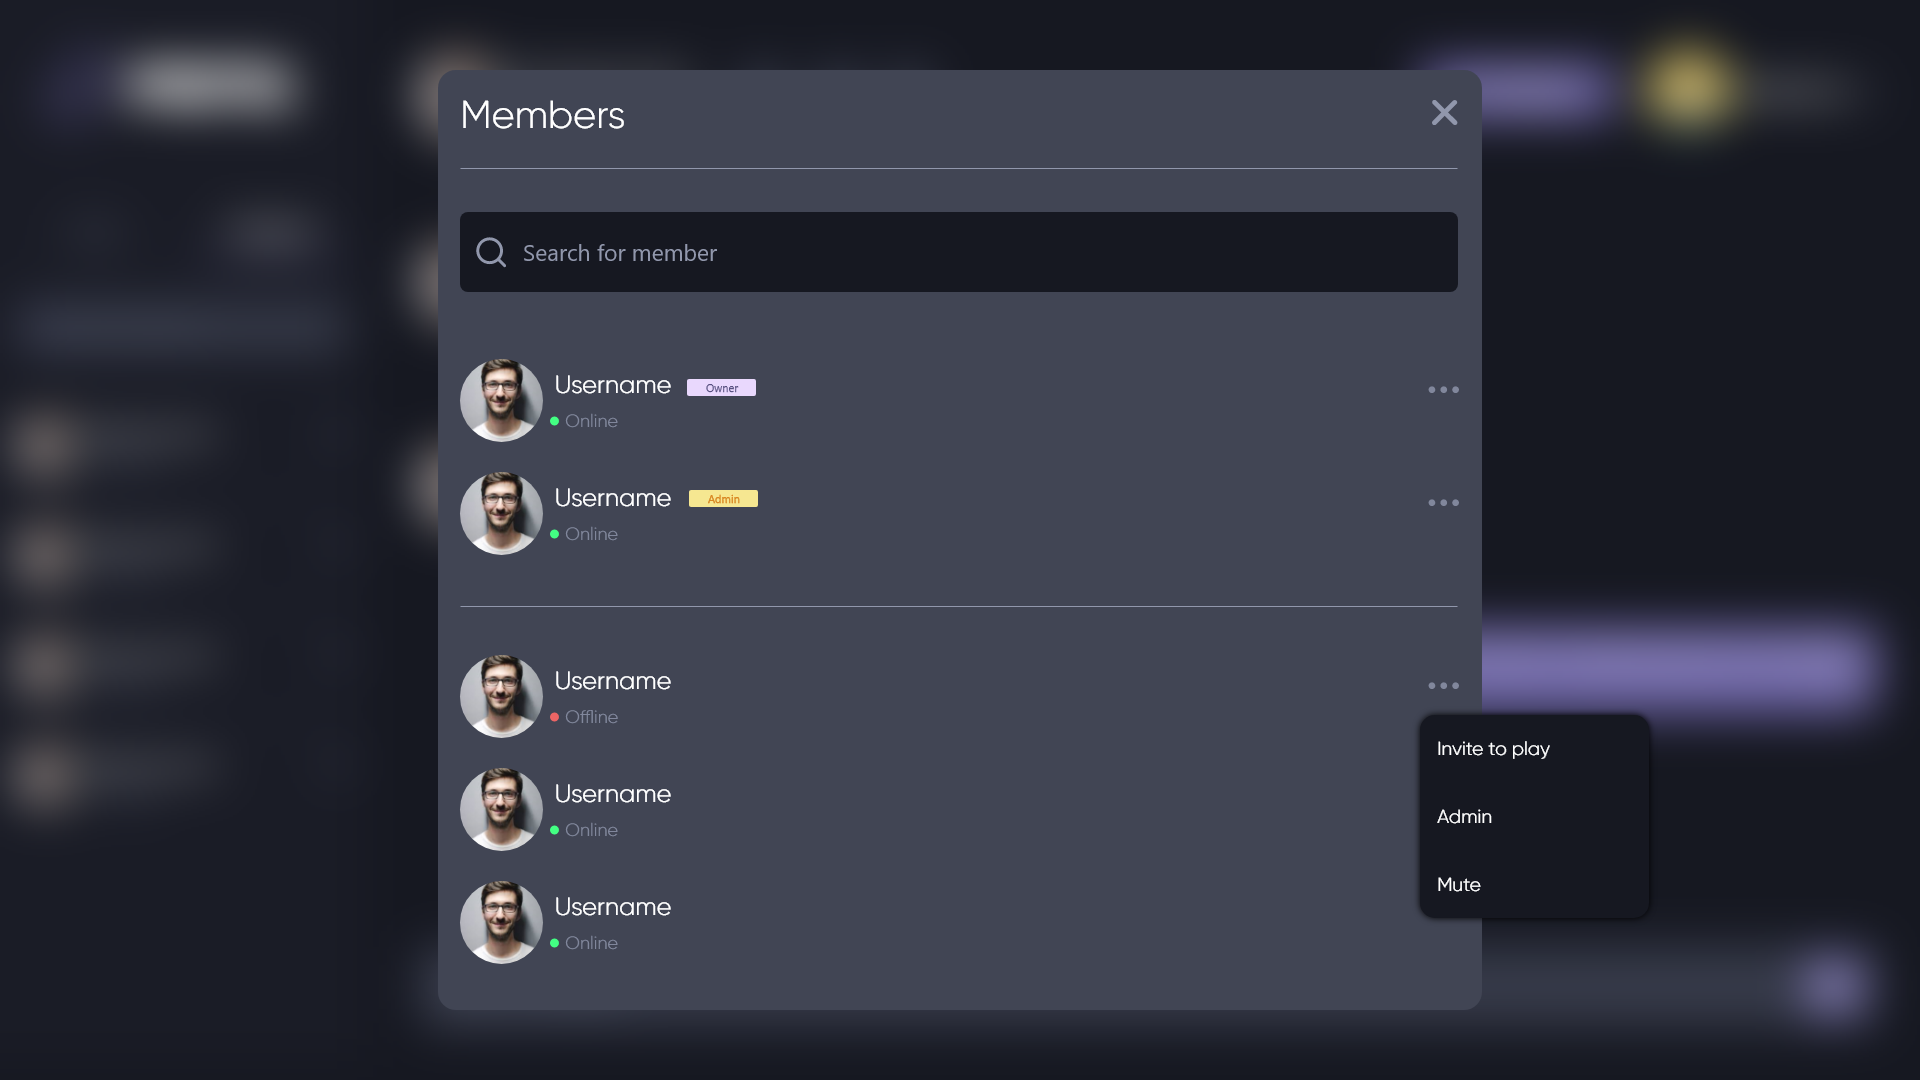 Members
Search for member
Username Owner
Online
Username Admin
Online
Username
Offline
Invite to play
Username
Admin
Online
Mute
Username
Online